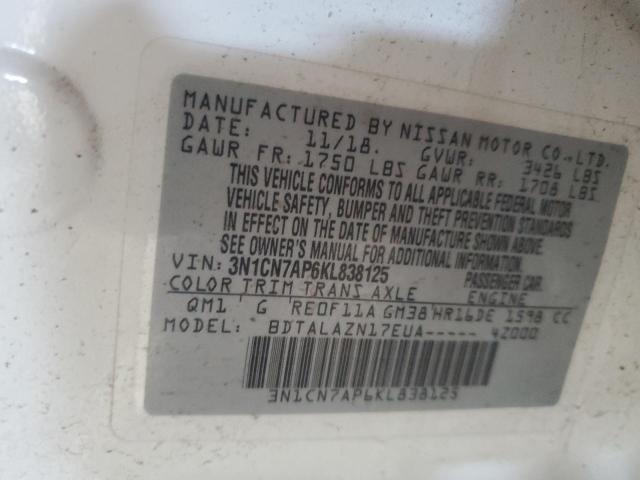 MANUFACTURED BY NISSAN MOTOR CO.,LTD.
DATE: 11/18. GVWR: 3426 LBS
GAWR FR: 1750 LBS GAWR RR: 1708 LBS
THIS VEHICLE CONFORMS TO ALL APPLICABLE FEDERAL MOTOR
VEHICLE SAFETY, BUMPER AND THEFT PREVENTION STANDARDS
IN EFFECT ON THE DATE OF MANUFACTURE SHOWN ABOVE.
SEE OWNER'S MANUAL FOR ADDITIONAL INFORMATION.
VIN: 3N1CN7AP6KL838125 PASSENGER CAR.
COLOR TRIM TRANS AXLE ENGINE
QM1 G RE0F11A GM38 HR16DE 1598 CC
MODEL: BDTALAZN17EUA----- 42000
3N1CN7AP6KL838125